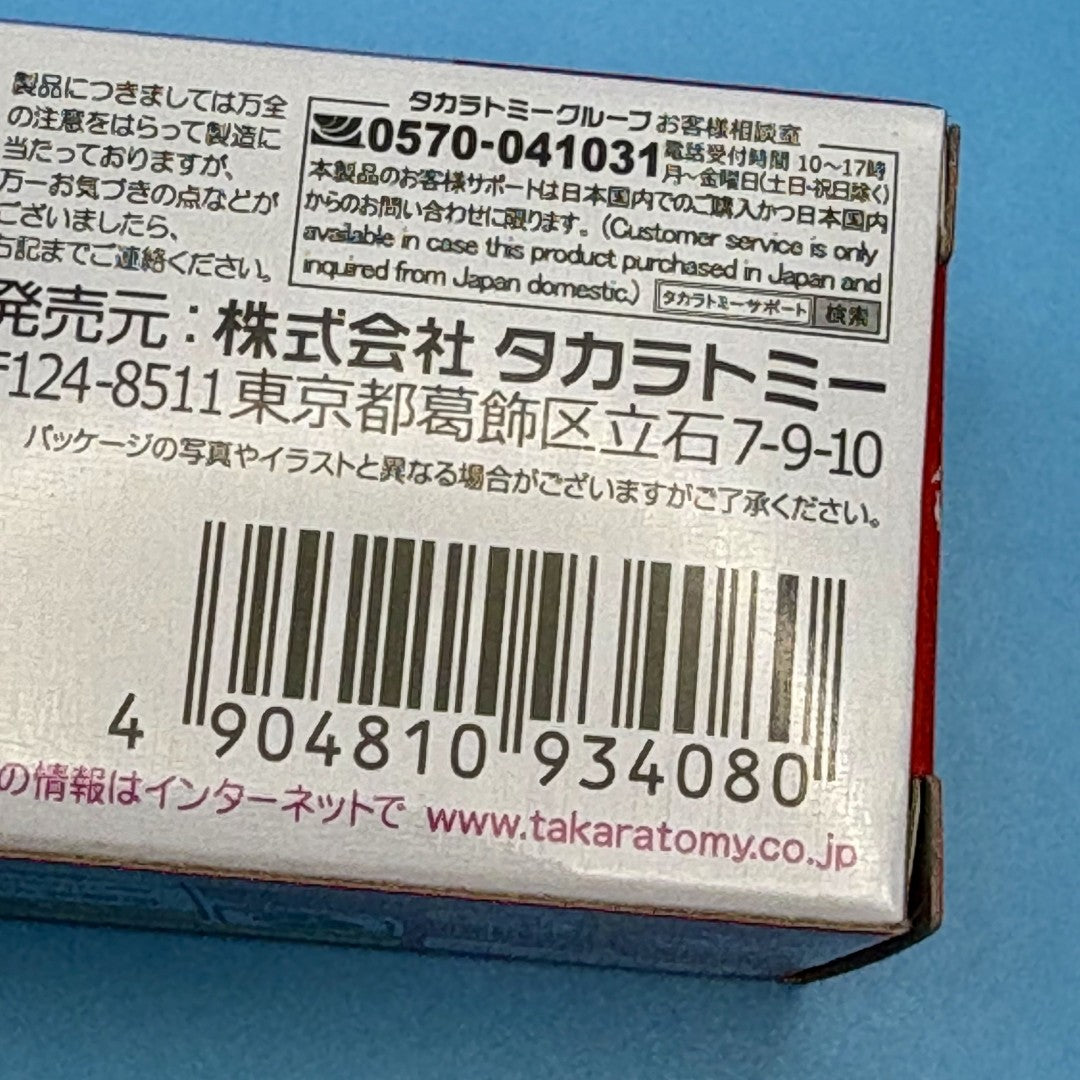 製品につきましては万全
の注意をはらって製造に
当たっておりますが、
万一お気づきの点などが
ございましたら、
右記までご連絡ください。
タカラトミーグループお客様相談室
0570-041031
電話受付時間 10〜17時
月〜金曜日(土日・祝日除く)
本製品のお客様サポートは日本国内でのご購入かつ日本国内
からのお問い合わせに限ります。(Customer service is only
available in case this product purchased in Japan and
inquired from Japan domestic.)
タカラトミーサポート 検索
発売元:株式会社 タカラトミー
〒124-8511 東京都葛飾区立石7-9-10
パッケージの写真やイラストと異なる場合がございますがご了承ください。
4 904810 934080
の情報はインターネットで www.takaratomy.co.jp